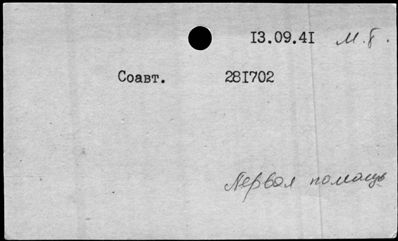 13.09.41 М.Г.
Соавт. 281702
Первая помощь